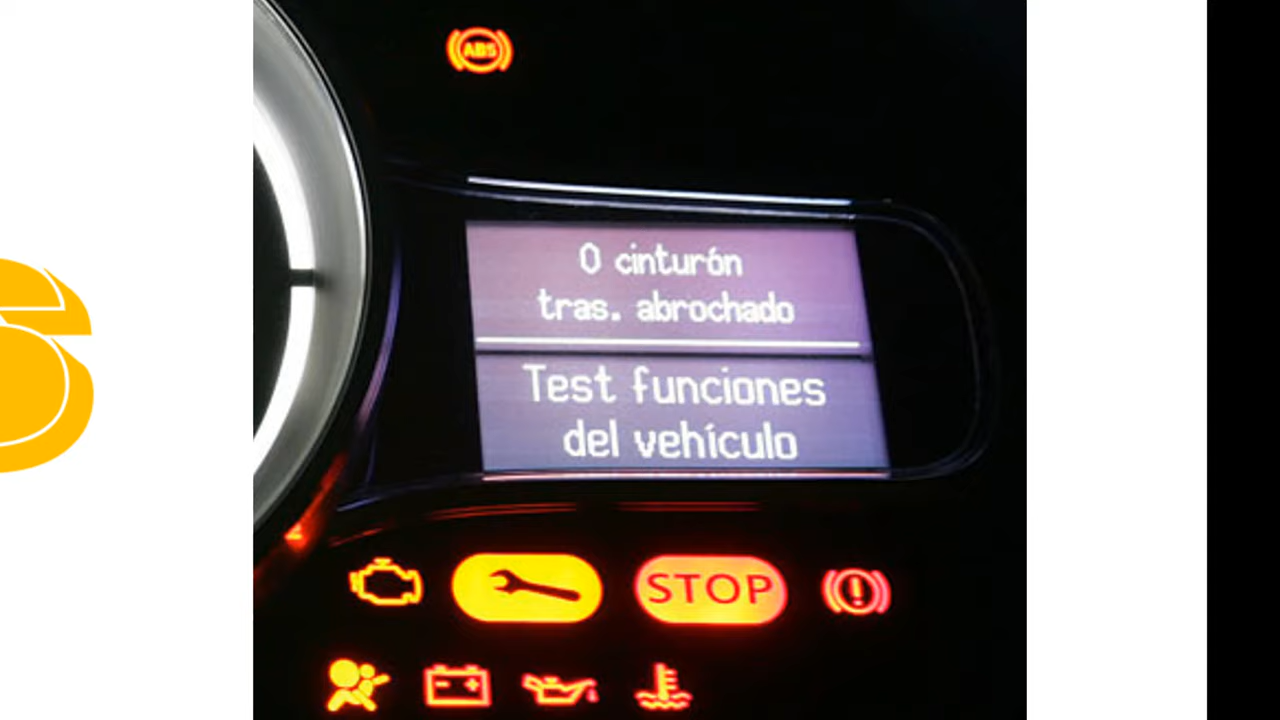 ABS
0 cinturón
tras. abrochado
Test funciones
del vehículo
STOP
S